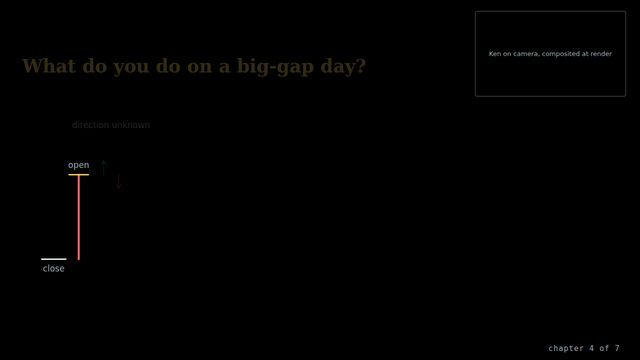 Ken on camera, composited at render
What do you do on a big-gap day?
direction unknown
open
close
chapter 4 of 7